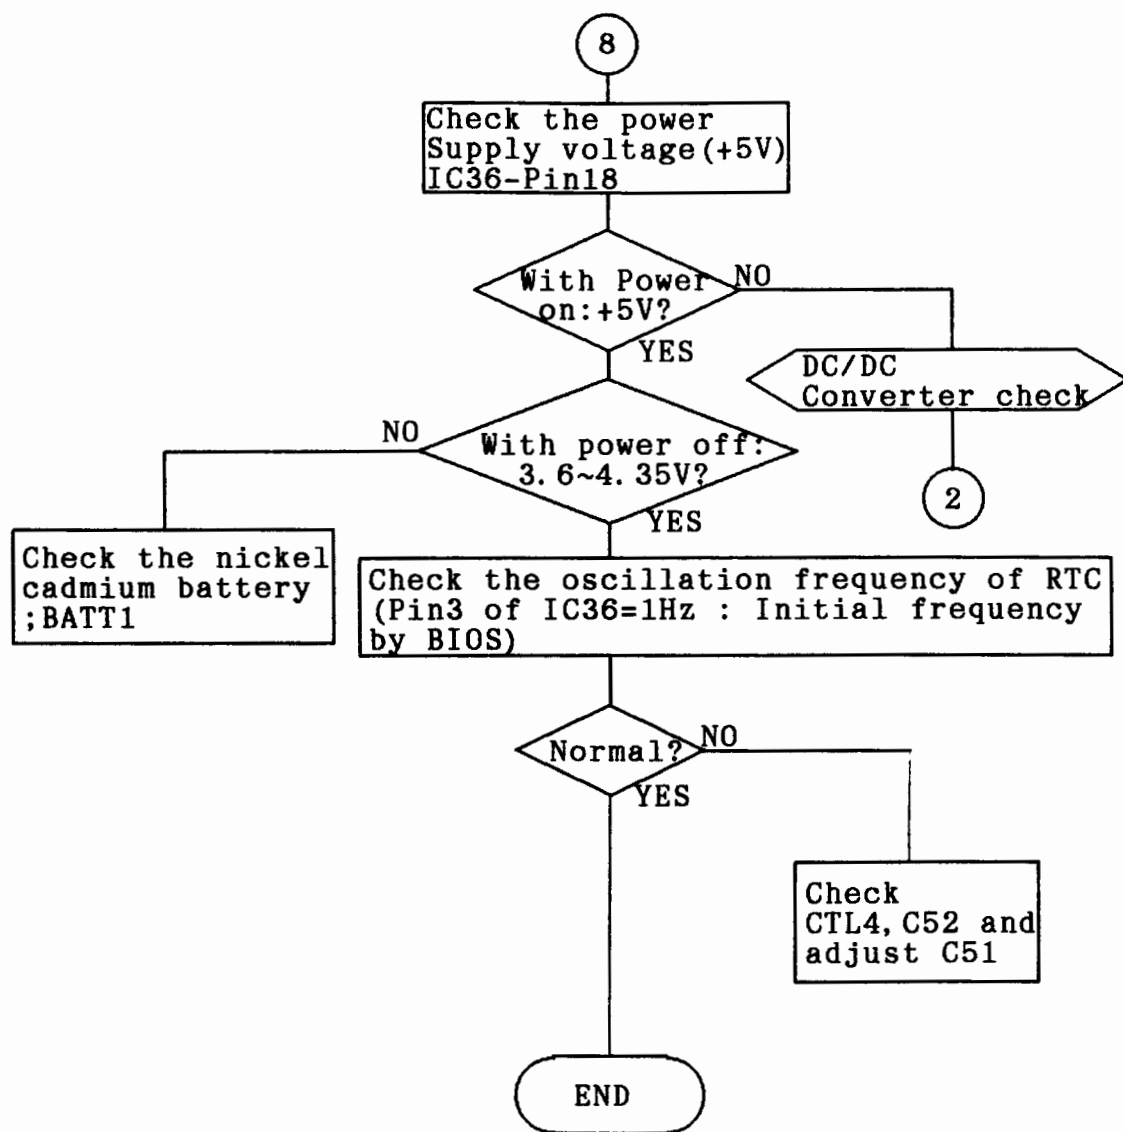 8
Check the power
Supply voltage(+5V)
IC36-Pin18
With Power
on:+5V?
NO
YES
DC/DC
Converter check
2
With power off:
3.6~4.35V?
NO
YES
Check the nickel
cadmium battery
;BATT1
Check the oscillation frequency of RTC
(Pin3 of IC36=1Hz : Initial frequency
by BIOS)
Normal?
NO
YES
Check
CTL4,C52 and
adjust C51
END